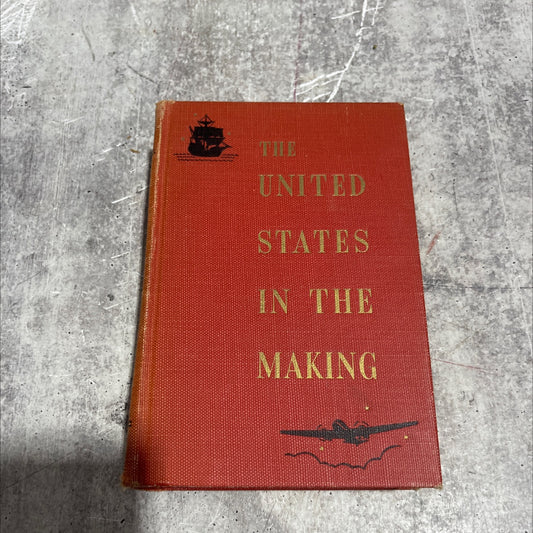 THE
UNITED
STATES
IN THE
MAKING